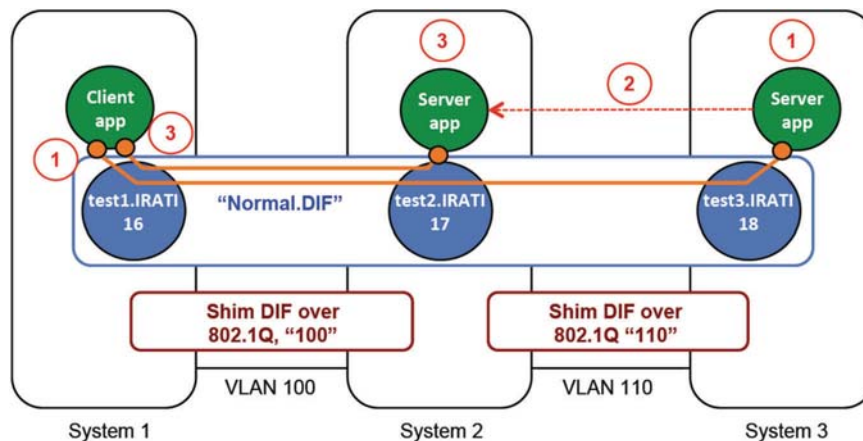 3
1
Client
app
2
Server
app
Server
app
3
1
test1.IRATI
16
“Normal.DIF”
test2.IRATI
17
test3.IRATI
18
Shim DIF over
802.1Q, “100”
Shim DIF over
802.1Q “110”
VLAN 100
VLAN 110
System 1
System 2
System 3